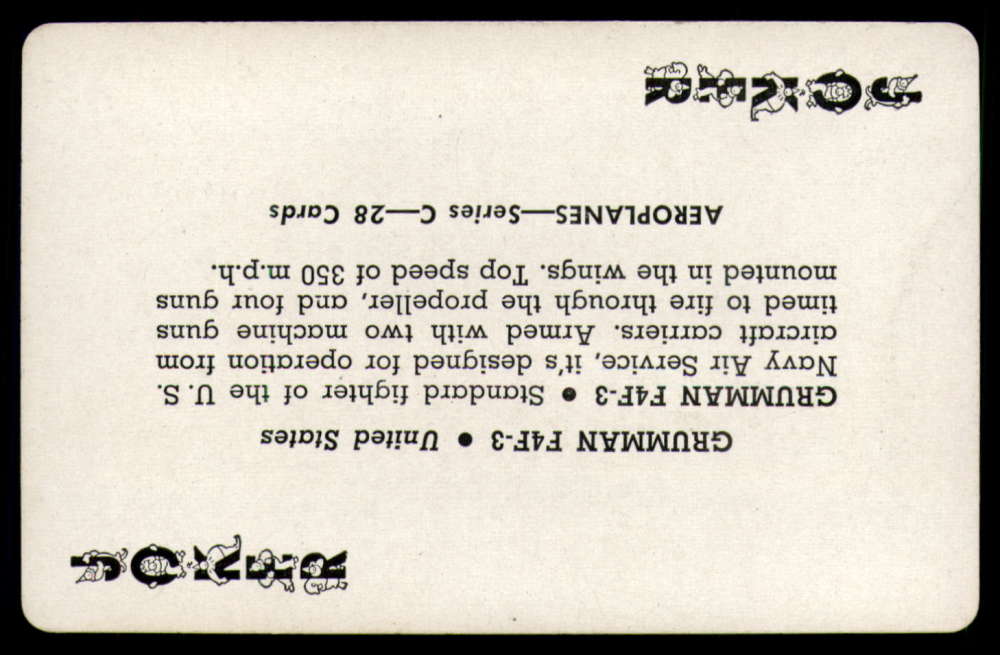 JOKER
GRUMMAN F4F-3 ● United States
GRUMMAN F4F-3 ● Standard fighter of the U. S.
Navy Air Service, it's designed for operation from
aircraft carriers. Armed with two machine guns
timed to fire through the propeller, and four guns
mounted in the wings. Top speed of 350 m.p.h.
AEROPLANES—Series C—28 Cards
JOKER